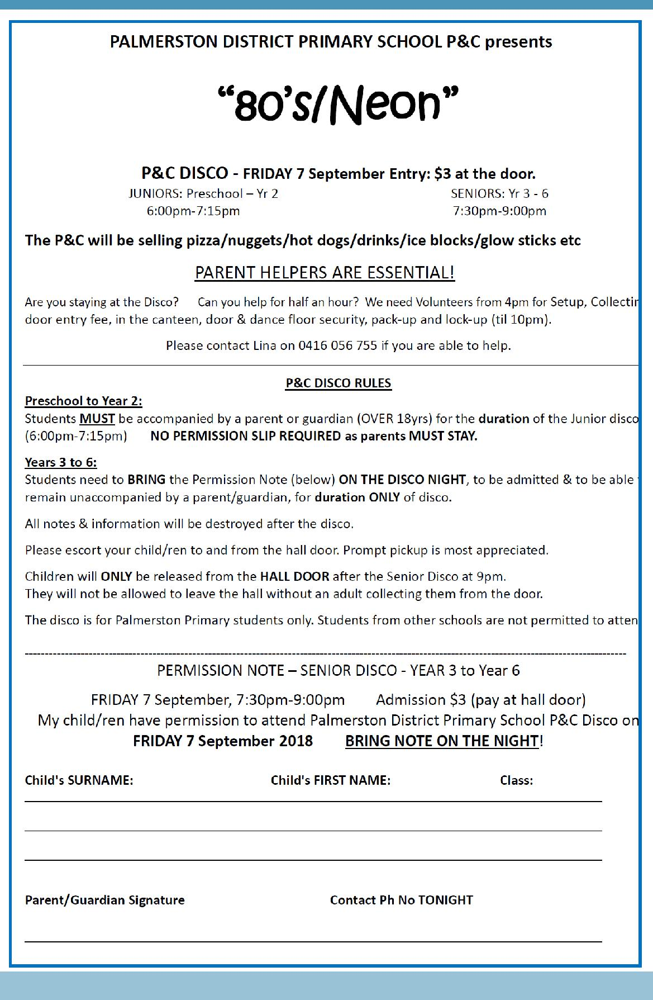 PALMERSTON DISTRICT PRIMARY SCHOOL P&C presents
“80’s/Neon”
P&C DISCO - FRIDAY 7 September Entry: $3 at the door.
JUNIORS: Preschool – Yr 2 SENIORS: Yr 3 - 6
6:00pm-7:15pm 7:30pm-9:00pm
The P&C will be selling pizza/nuggets/hot dogs/drinks/ice blocks/glow sticks etc
PARENT HELPERS ARE ESSENTIAL!
Are you staying at the Disco? Can you help for half an hour? We need Volunteers from 4pm for Setup, Collectin
door entry fee, in the canteen, door & dance floor security, pack-up and lock-up (til 10pm).
Please contact Lina on 0416 056 755 if you are able to help.
P&C DISCO RULES
Preschool to Year 2:
Students MUST be accompanied by a parent or guardian (OVER 18yrs) for the duration of the Junior disco
(6:00pm-7:15pm) NO PERMISSION SLIP REQUIRED as parents MUST STAY.
Years 3 to 6:
Students need to BRING the Permission Note (below) ON THE DISCO NIGHT, to be admitted & to be able
remain unaccompanied by a parent/guardian, for duration ONLY of disco.
All notes & information will be destroyed after the disco.
Please escort your child/ren to and from the hall door. Prompt pickup is most appreciated.
Children will ONLY be released from the HALL DOOR after the Senior Disco at 9pm.
They will not be allowed to leave the hall without an adult collecting them from the door.
The disco is for Palmerston Primary students only. Students from other schools are not permitted to atten
PERMISSION NOTE – SENIOR DISCO - YEAR 3 to Year 6
FRIDAY 7 September, 7:30pm-9:00pm Admission $3 (pay at hall door)
My child/ren have permission to attend Palmerston District Primary School P&C Disco on
FRIDAY 7 September 2018 BRING NOTE ON THE NIGHT!
Child's SURNAME: Child's FIRST NAME: Class:
Parent/Guardian Signature Contact Ph No TONIGHT